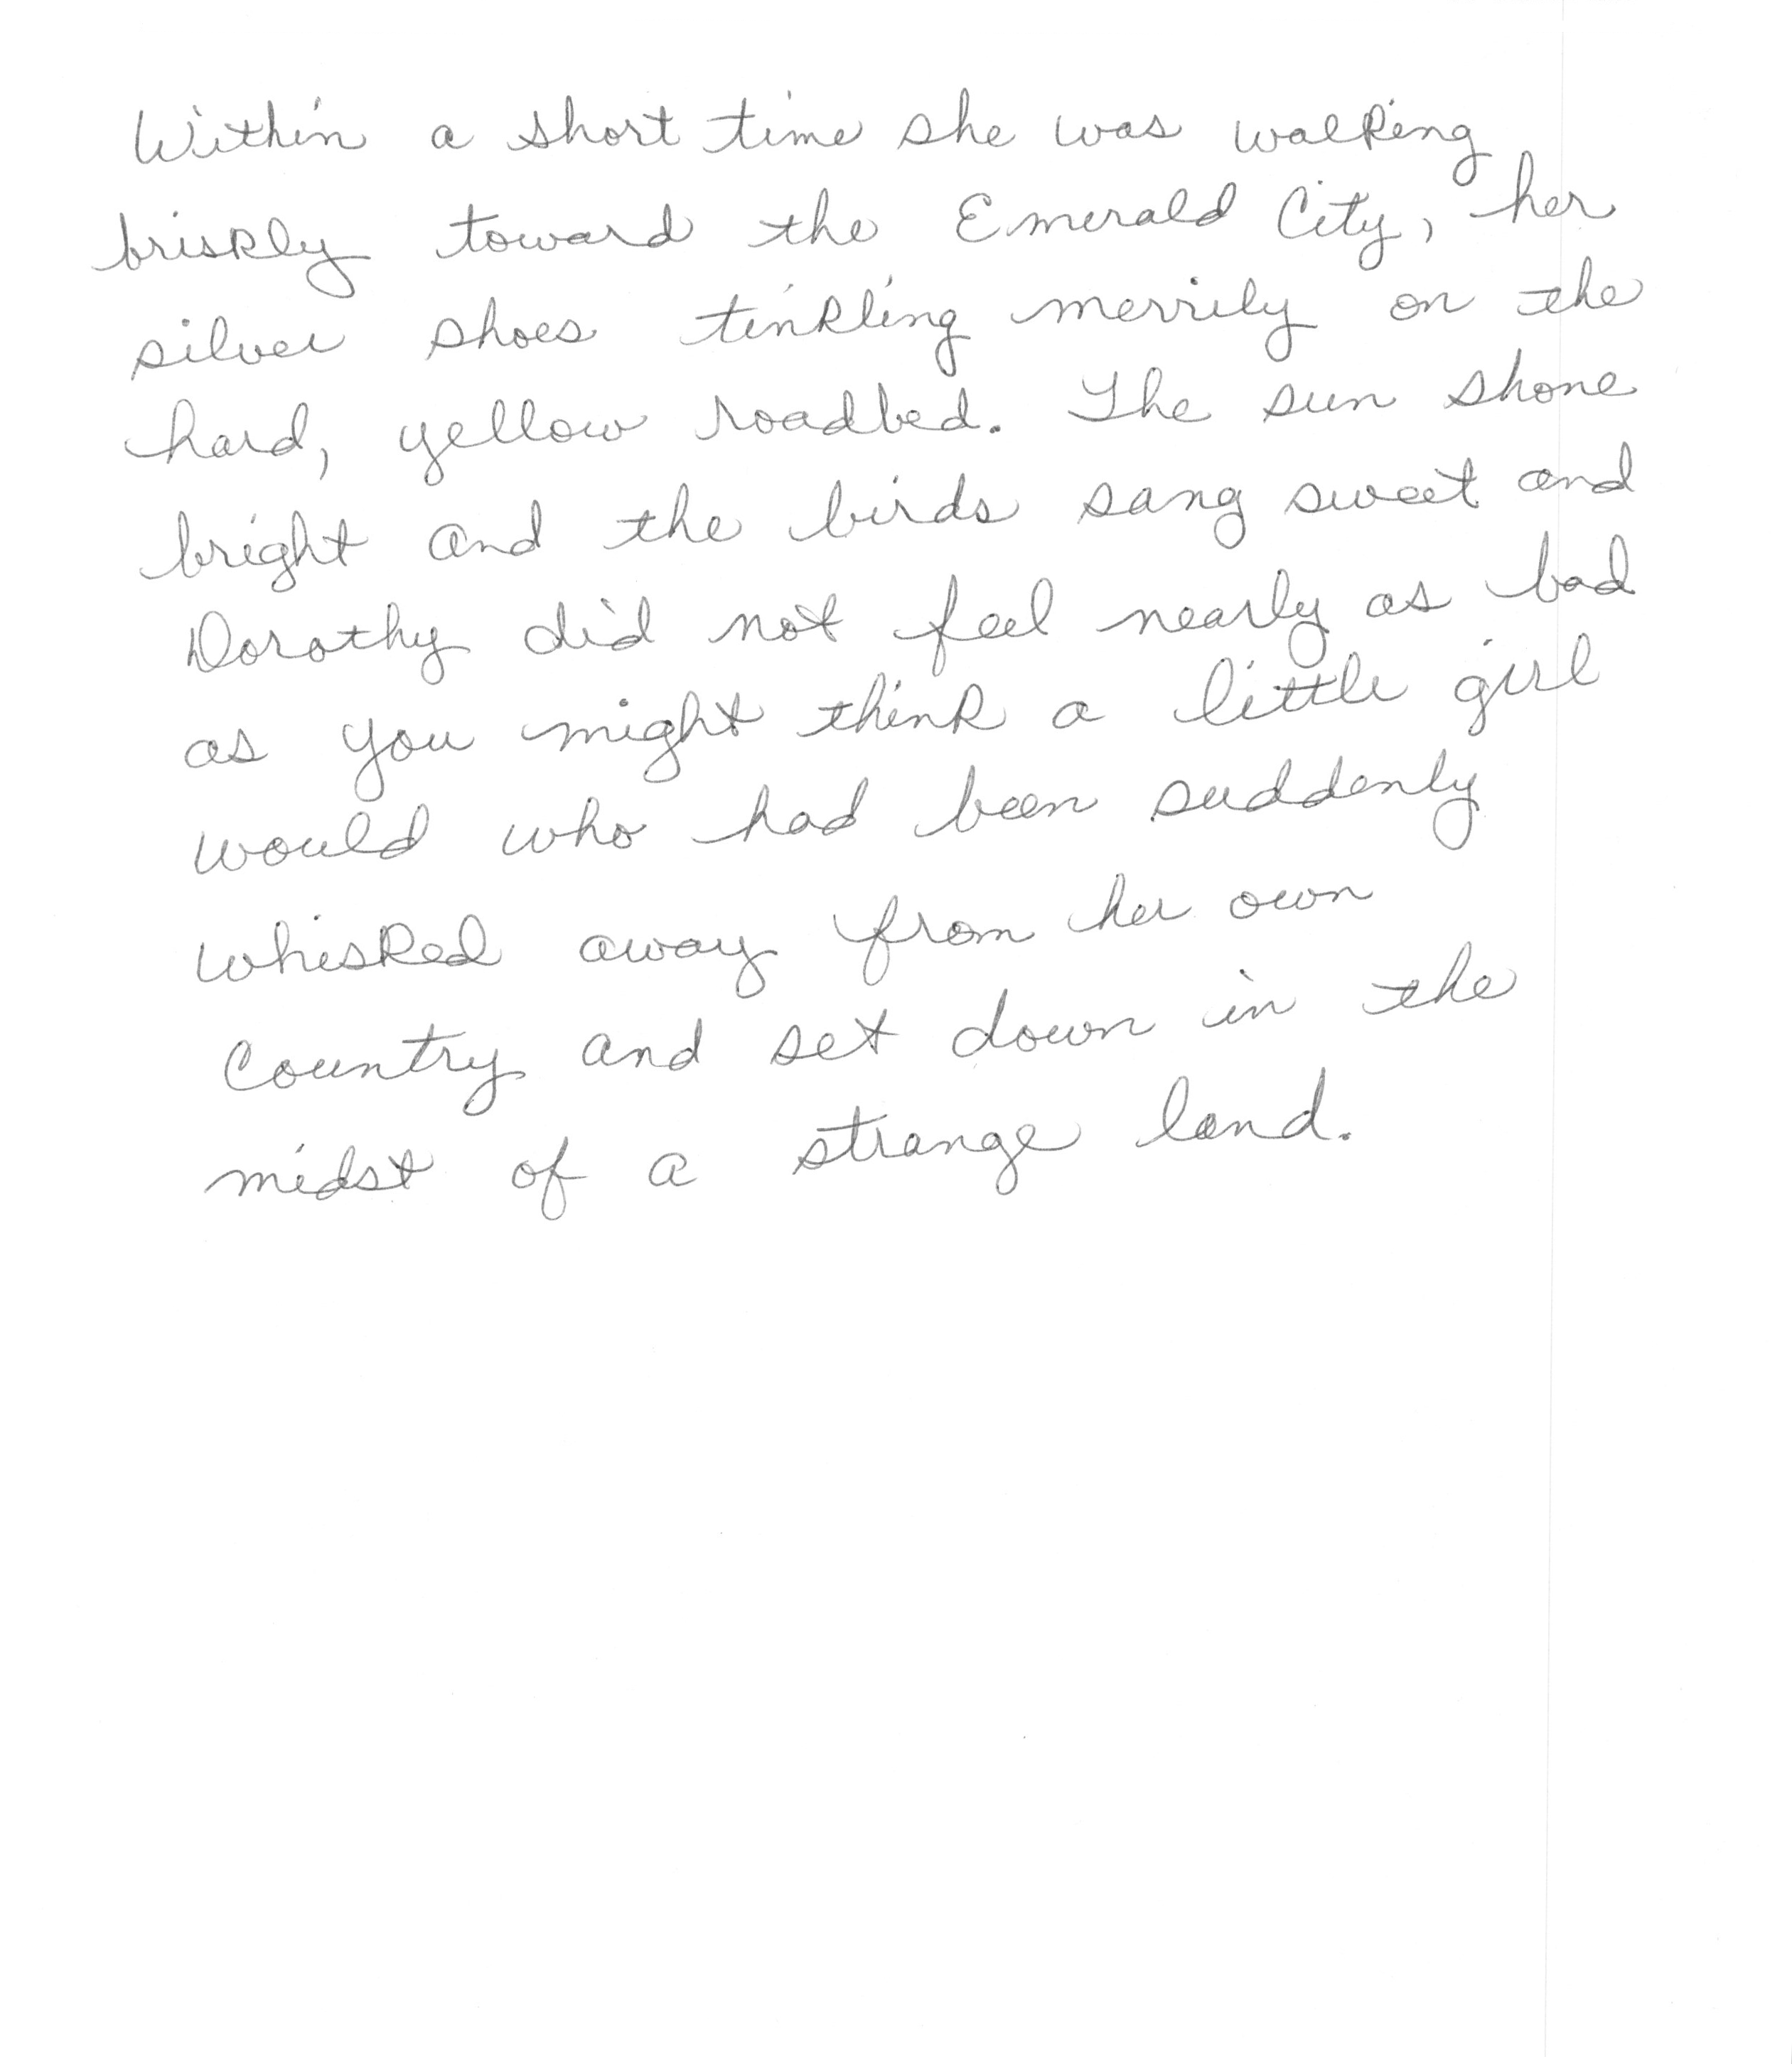 Within a short time she was walking
briskly toward the Emerald City, her
silver shoes tinkling merrily on the
hard, yellow roadbed. The sun shone
bright and the birds sang sweet and
Dorothy did not feel nearly as bad
as you might think a little girl
would who had been suddenly
whisked away from her own
country and set down in the
midst of a strange land.